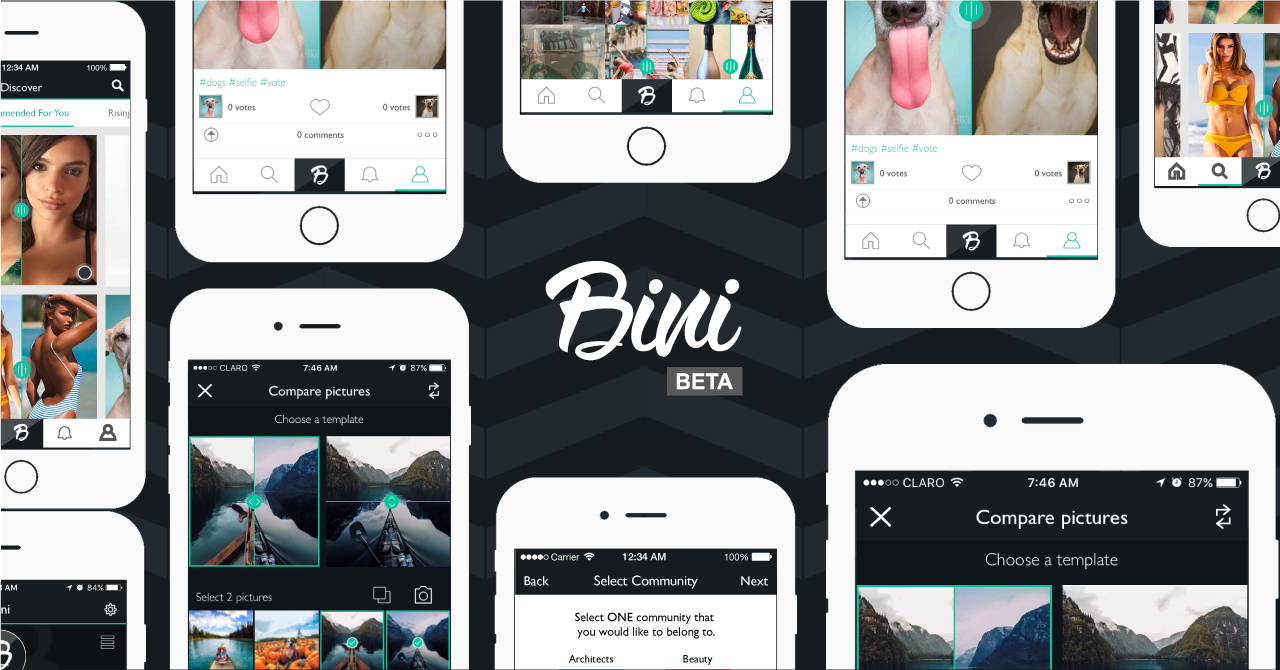 12:34 AM 100%
Discover
mmended For You Rising
#dogs #selfie #vote
0 votes 0 votes
0 comments
B
B
#dogs #selfie #vote
0 votes 0 votes
0 comments
B
B
B
Bini
BETA
CLARO 7:46 AM 87%
Compare pictures
Choose a template
Select 2 pictures
Carrier 12:34 AM 100%
Back Select Community Next
Select ONE community that
you would like to belong to.
Architects Beauty
CLARO 7:46 AM 87%
Compare pictures
Choose a template
AM 84%
ni
B